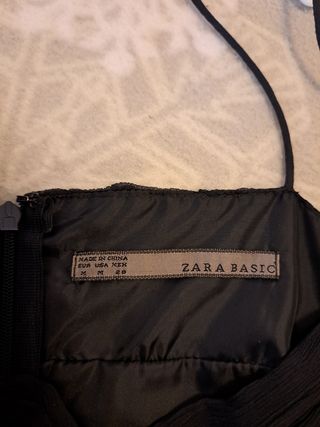 MADE IN CHINA
EUR USA MEX
M M 28
ZARA BASIC